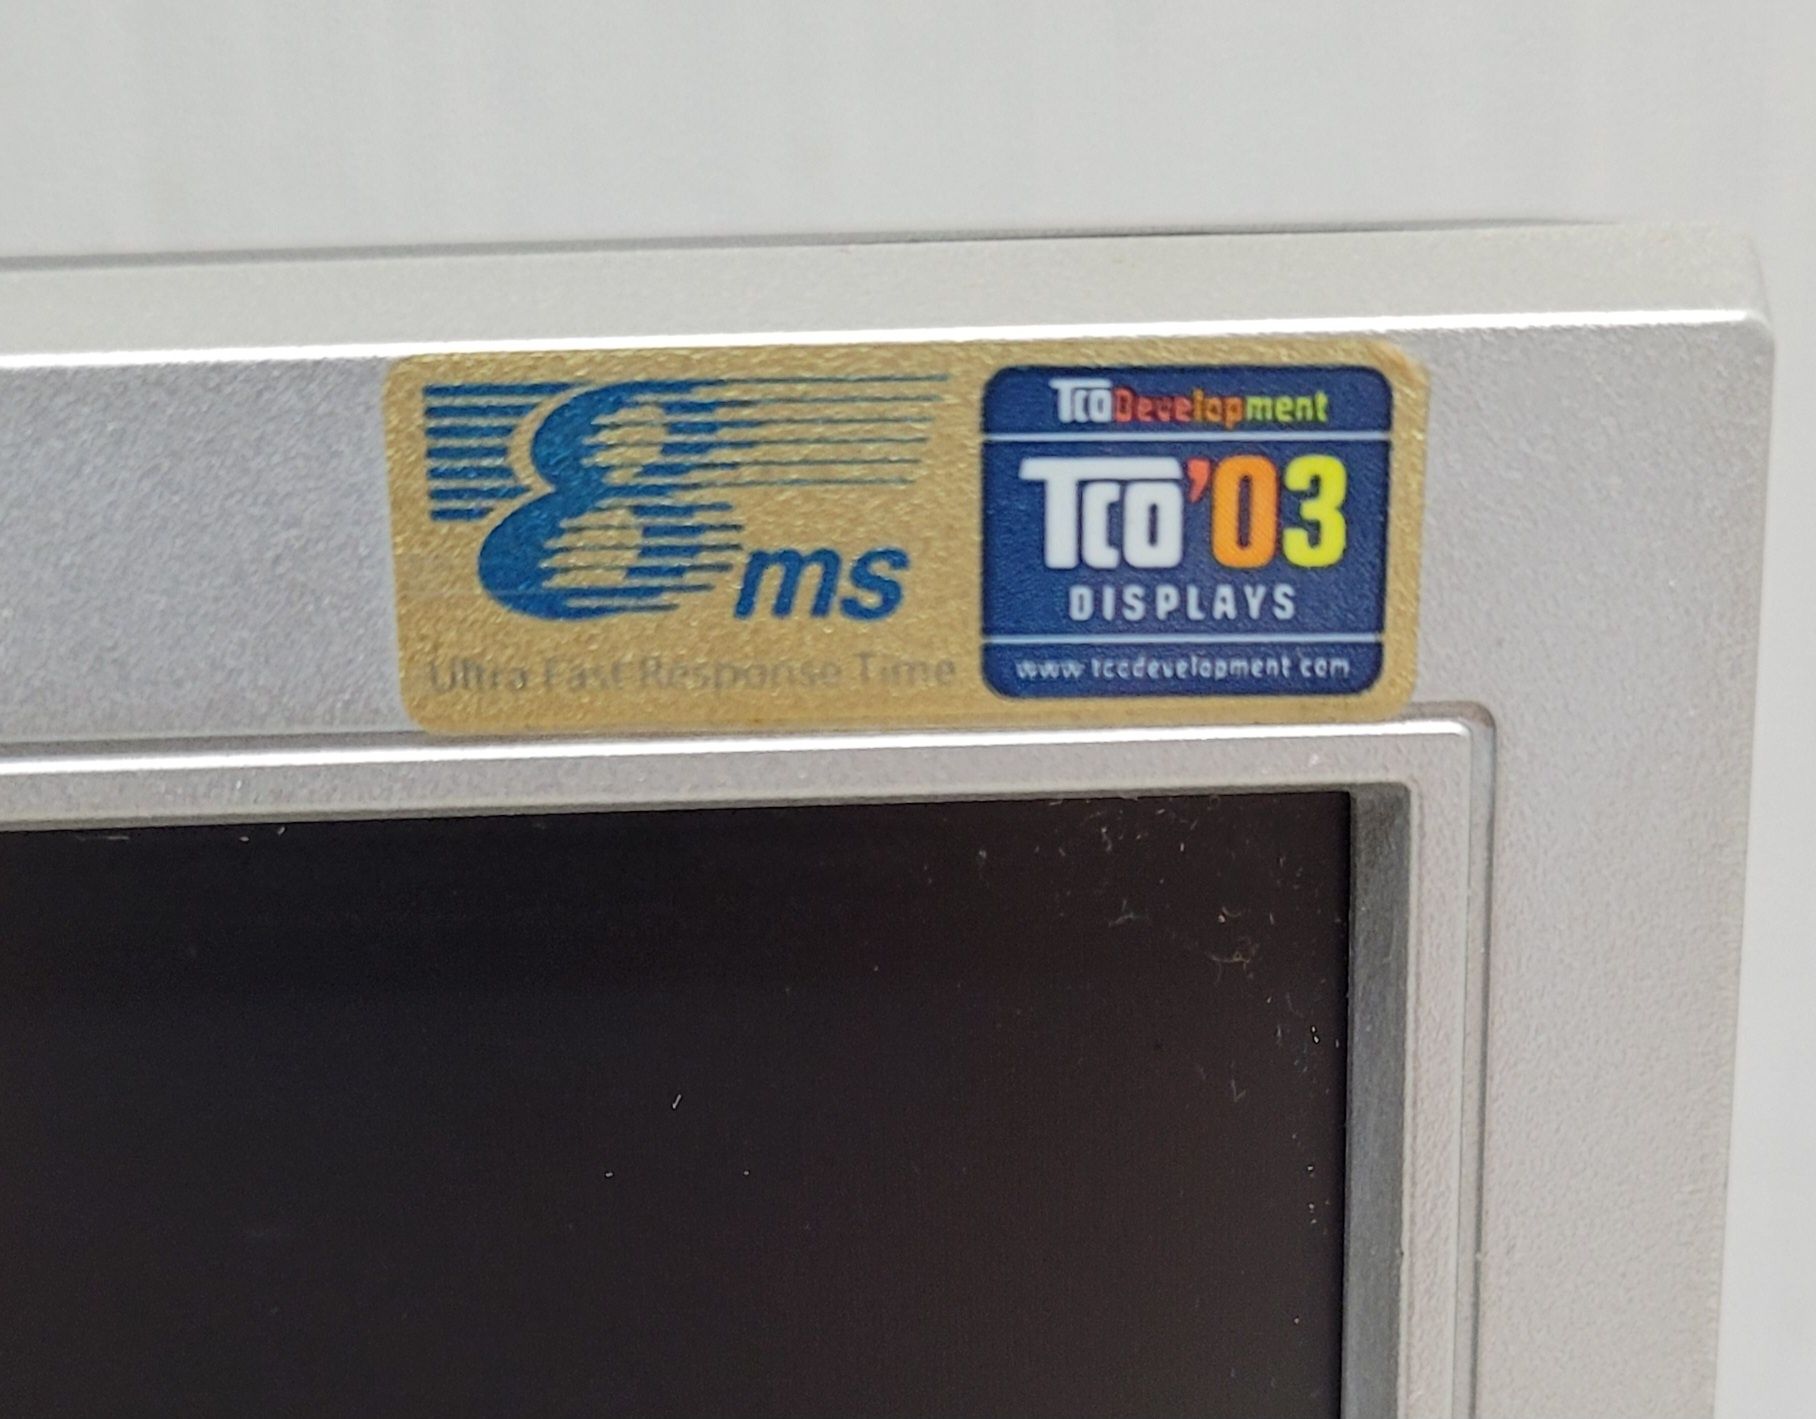 8ms
Ultra Fast Response Time
TCODevelopment
TCO'03
DISPLAYS
www.tcodevelopment.com